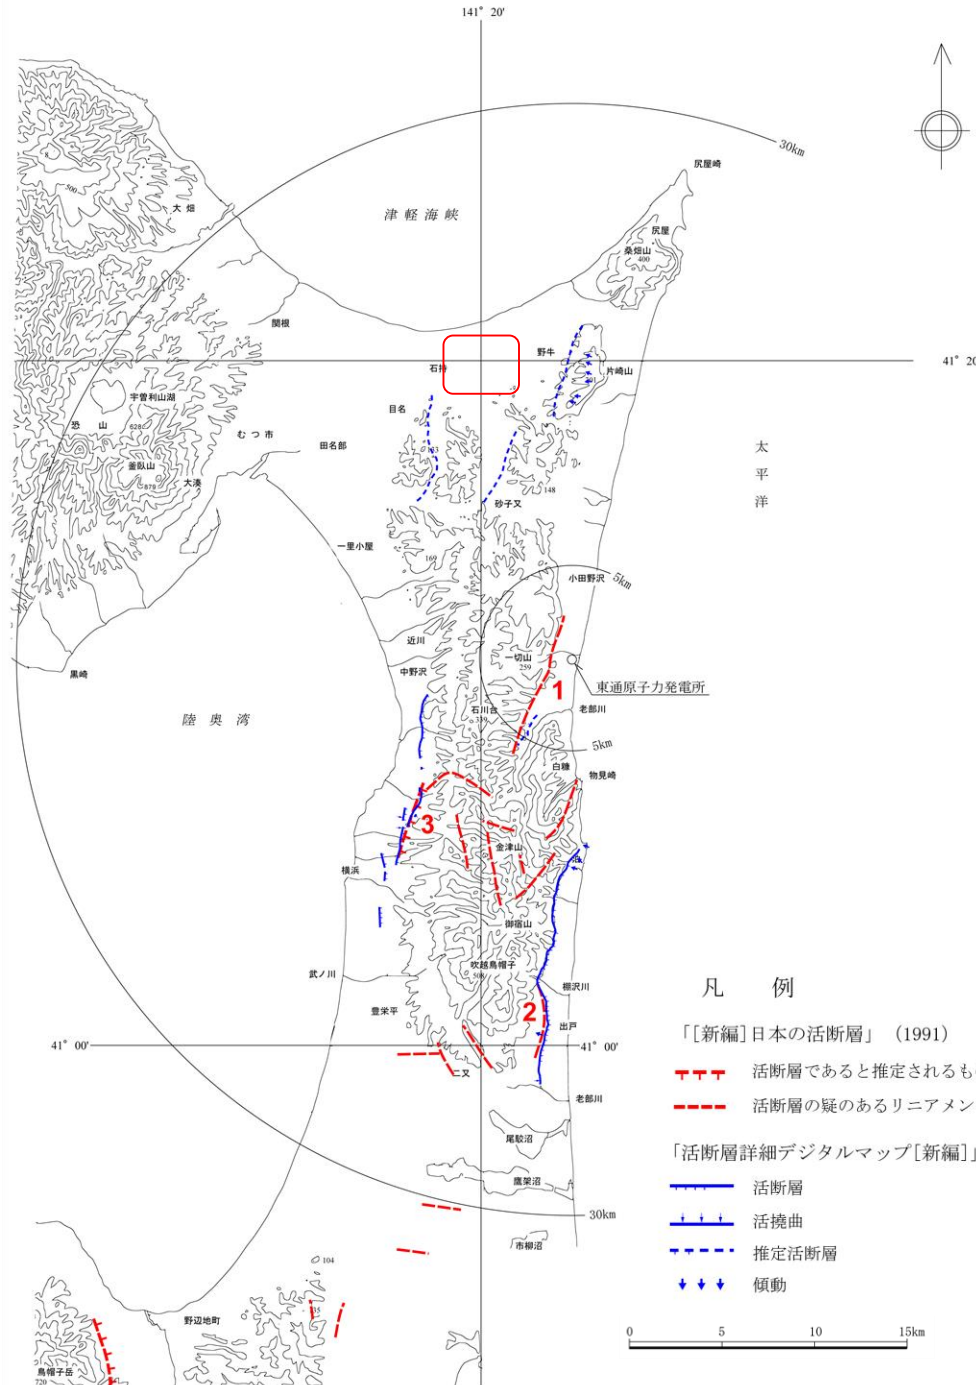 141° 20′
30km
尻屋崎
大畑
500
津軽海峡
尻屋
桑畑山
400
関根
野牛
41° 20
石持
片崎山
宇曽利山湖
目名
恐山
628
むつ市
田名部
太平洋
釜臥山
879
大湊
148
砂子又
一里小屋
169
小田野沢
5km
近川
一切山
259
中野沢
黒崎
東通原子力発電所
1
石川台
339
老部川
陸奥湾
5km
白糠
物見崎
3
金津山
横浜
御宿山
吹越烏帽子
508
武ノ川
棚沢川
豊栄平
2
出戸
41° 00′
41° 00′
二又
老部川
尾駮沼
鷹架沼
30km
市柳沼
104
野辺地町
烏帽子岳
720
凡例
「[新編]日本の活断層」(1991)
活断層であると推定されるも
活断層の疑のあるリニアメン
「活断層詳細デジタルマップ[新編]」
活断層
活撓曲
推定活断層
傾動
0 5 10 15km